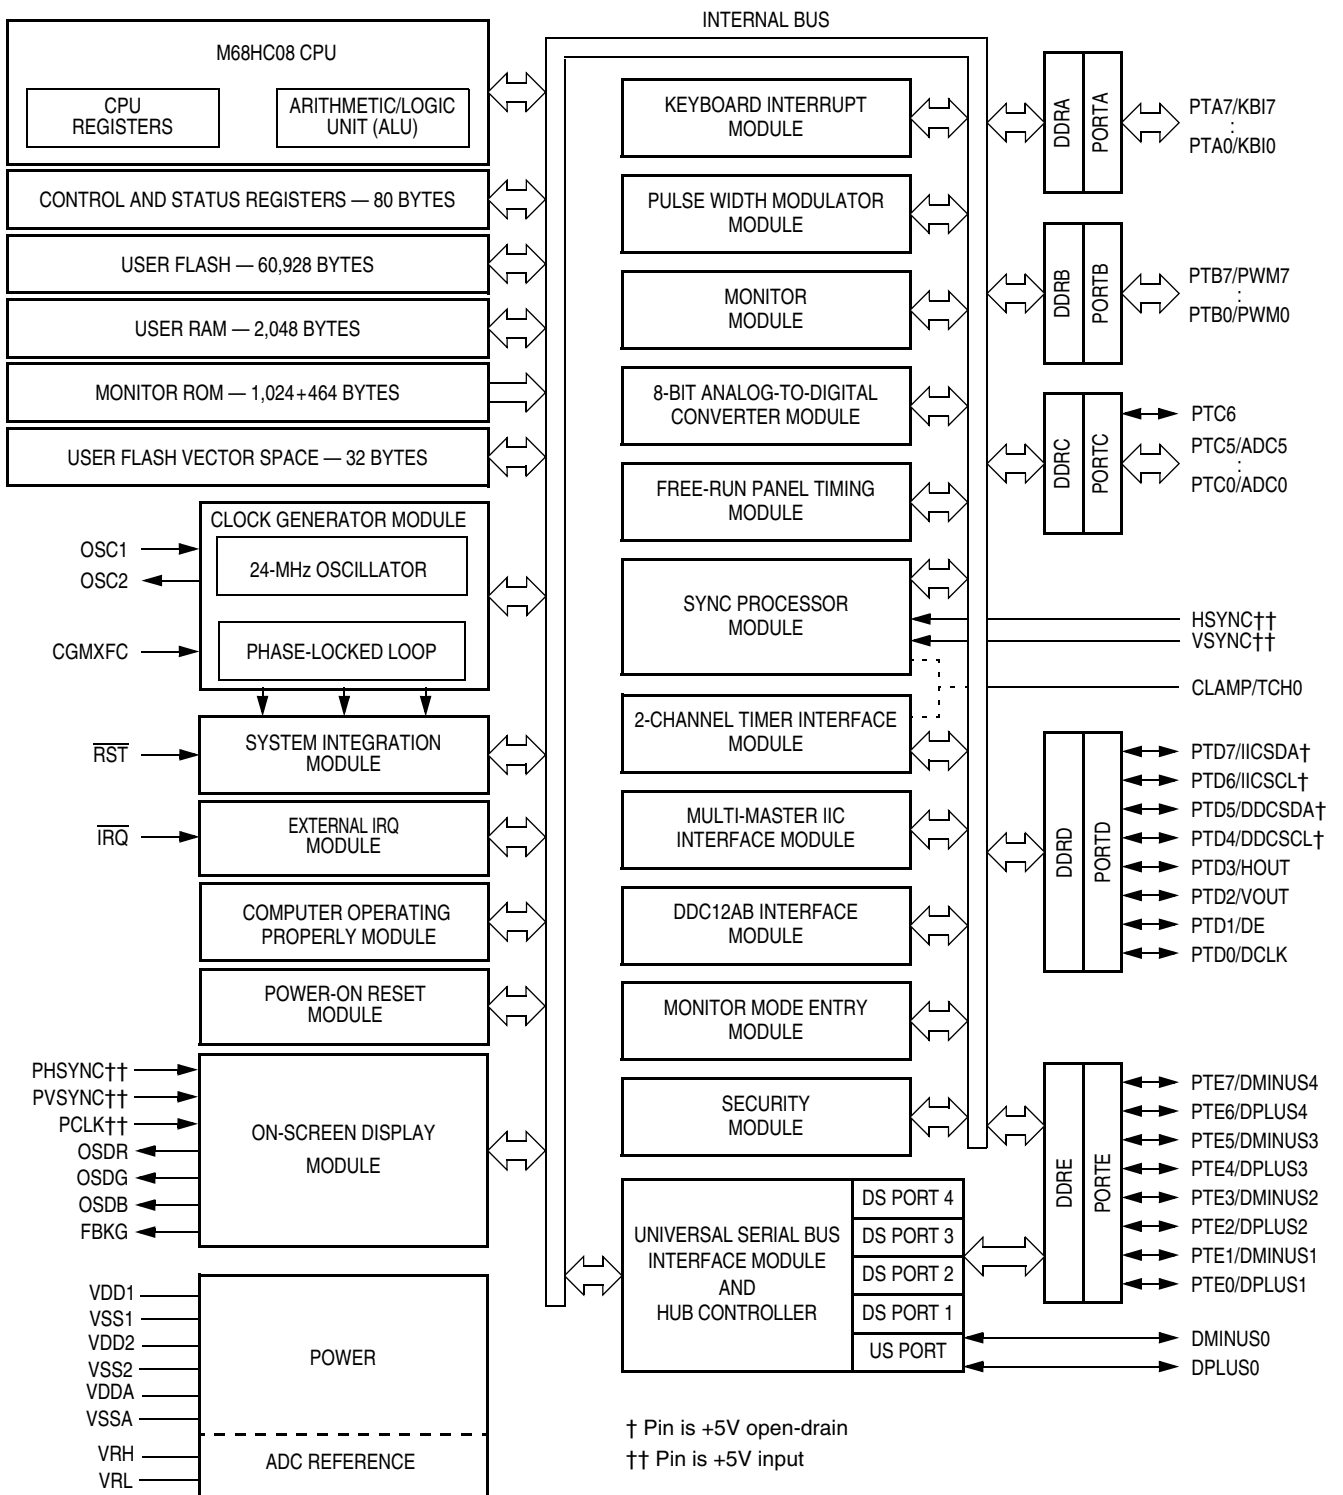 INTERNAL BUS
M68HC08 CPU
CPU
REGISTERS
ARITHMETIC/LOGIC
UNIT (ALU)
CONTROL AND STATUS REGISTERS — 80 BYTES
USER FLASH — 60,928 BYTES
USER RAM — 2,048 BYTES
MONITOR ROM — 1,024+464 BYTES
USER FLASH VECTOR SPACE — 32 BYTES
CLOCK GENERATOR MODULE
24-MHz OSCILLATOR
PHASE-LOCKED LOOP
OSC1
OSC2
CGMXFC
SYSTEM INTEGRATION
MODULE
RST
EXTERNAL IRQ
MODULE
IRQ
COMPUTER OPERATING
PROPERLY MODULE
POWER-ON RESET
MODULE
PHSYNC††
PVSYNC††
PCLK††
OSDR
OSDG
OSDB
FBKG
ON-SCREEN DISPLAY
MODULE
VDD1
VSS1
VDD2
VSS2
VDDA
VSSA
POWER
VRH
VRL
ADC REFERENCE
KEYBOARD INTERRUPT
MODULE
PULSE WIDTH MODULATOR
MODULE
MONITOR
MODULE
8-BIT ANALOG-TO-DIGITAL
CONVERTER MODULE
FREE-RUN PANEL TIMING
MODULE
SYNC PROCESSOR
MODULE
2-CHANNEL TIMER INTERFACE
MODULE
MULTI-MASTER IIC
INTERFACE MODULE
DDC12AB INTERFACE
MODULE
MONITOR MODE ENTRY
MODULE
SECURITY
MODULE
UNIVERSAL SERIAL BUS
INTERFACE MODULE
AND
HUB CONTROLLER
DS PORT 4
DS PORT 3
DS PORT 2
DS PORT 1
US PORT
† Pin is +5V open-drain
†† Pin is +5V input
DDRA
PORTA
PTA7/KBI7
:
PTA0/KBI0
DDRB
PORTB
PTB7/PWM7
:
PTB0/PWM0
DDRC
PORTC
PTC6
PTC5/ADC5
:
PTC0/ADC0
HSYNC††
VSYNC††
CLAMP/TCH0
DDRD
PORTD
PTD7/IICSDA†
PTD6/IICSCL†
PTD5/DDCSDA†
PTD4/DDCSCL†
PTD3/HOUT
PTD2/VOUT
PTD1/DE
PTD0/DCLK
DDRE
PORTE
PTE7/DMINUS4
PTE6/DPLUS4
PTE5/DMINUS3
PTE4/DPLUS3
PTE3/DMINUS2
PTE2/DPLUS2
PTE1/DMINUS1
PTE0/DPLUS1
DMINUS0
DPLUS0